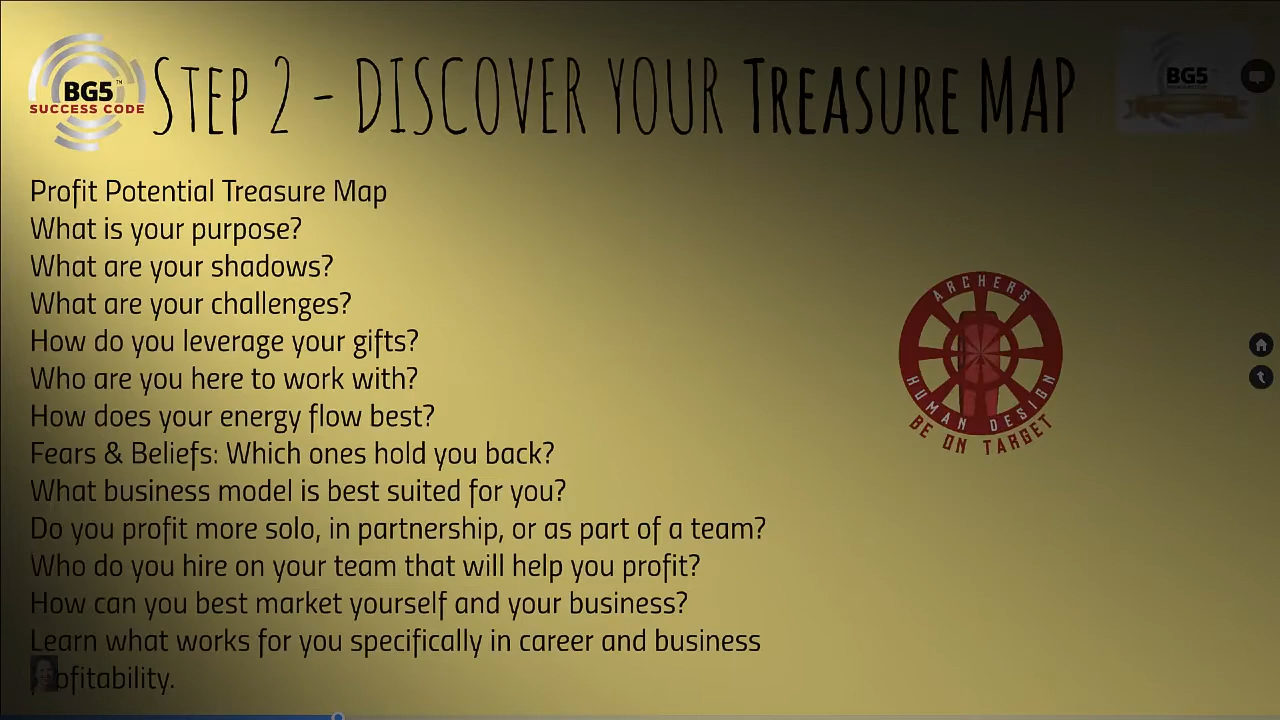 BG5™
SUCCESS CODE
STEP 2 - DISCOVER YOUR TREASURE MAP
BG5
Profit Potential Treasure Map
What is your purpose?
What are your shadows?
What are your challenges?
How do you leverage your gifts?
Who are you here to work with?
How does your energy flow best?
Fears & Beliefs: Which ones hold you back?
What business model is best suited for you?
Do you profit more solo, in partnership, or as part of a team?
Who do you hire on your team that will help you profit?
How can you best market yourself and your business?
Learn what works for you specifically in career and business
profitability.
ARCHERS
HUMAN DESIGN
BE ON TARGET